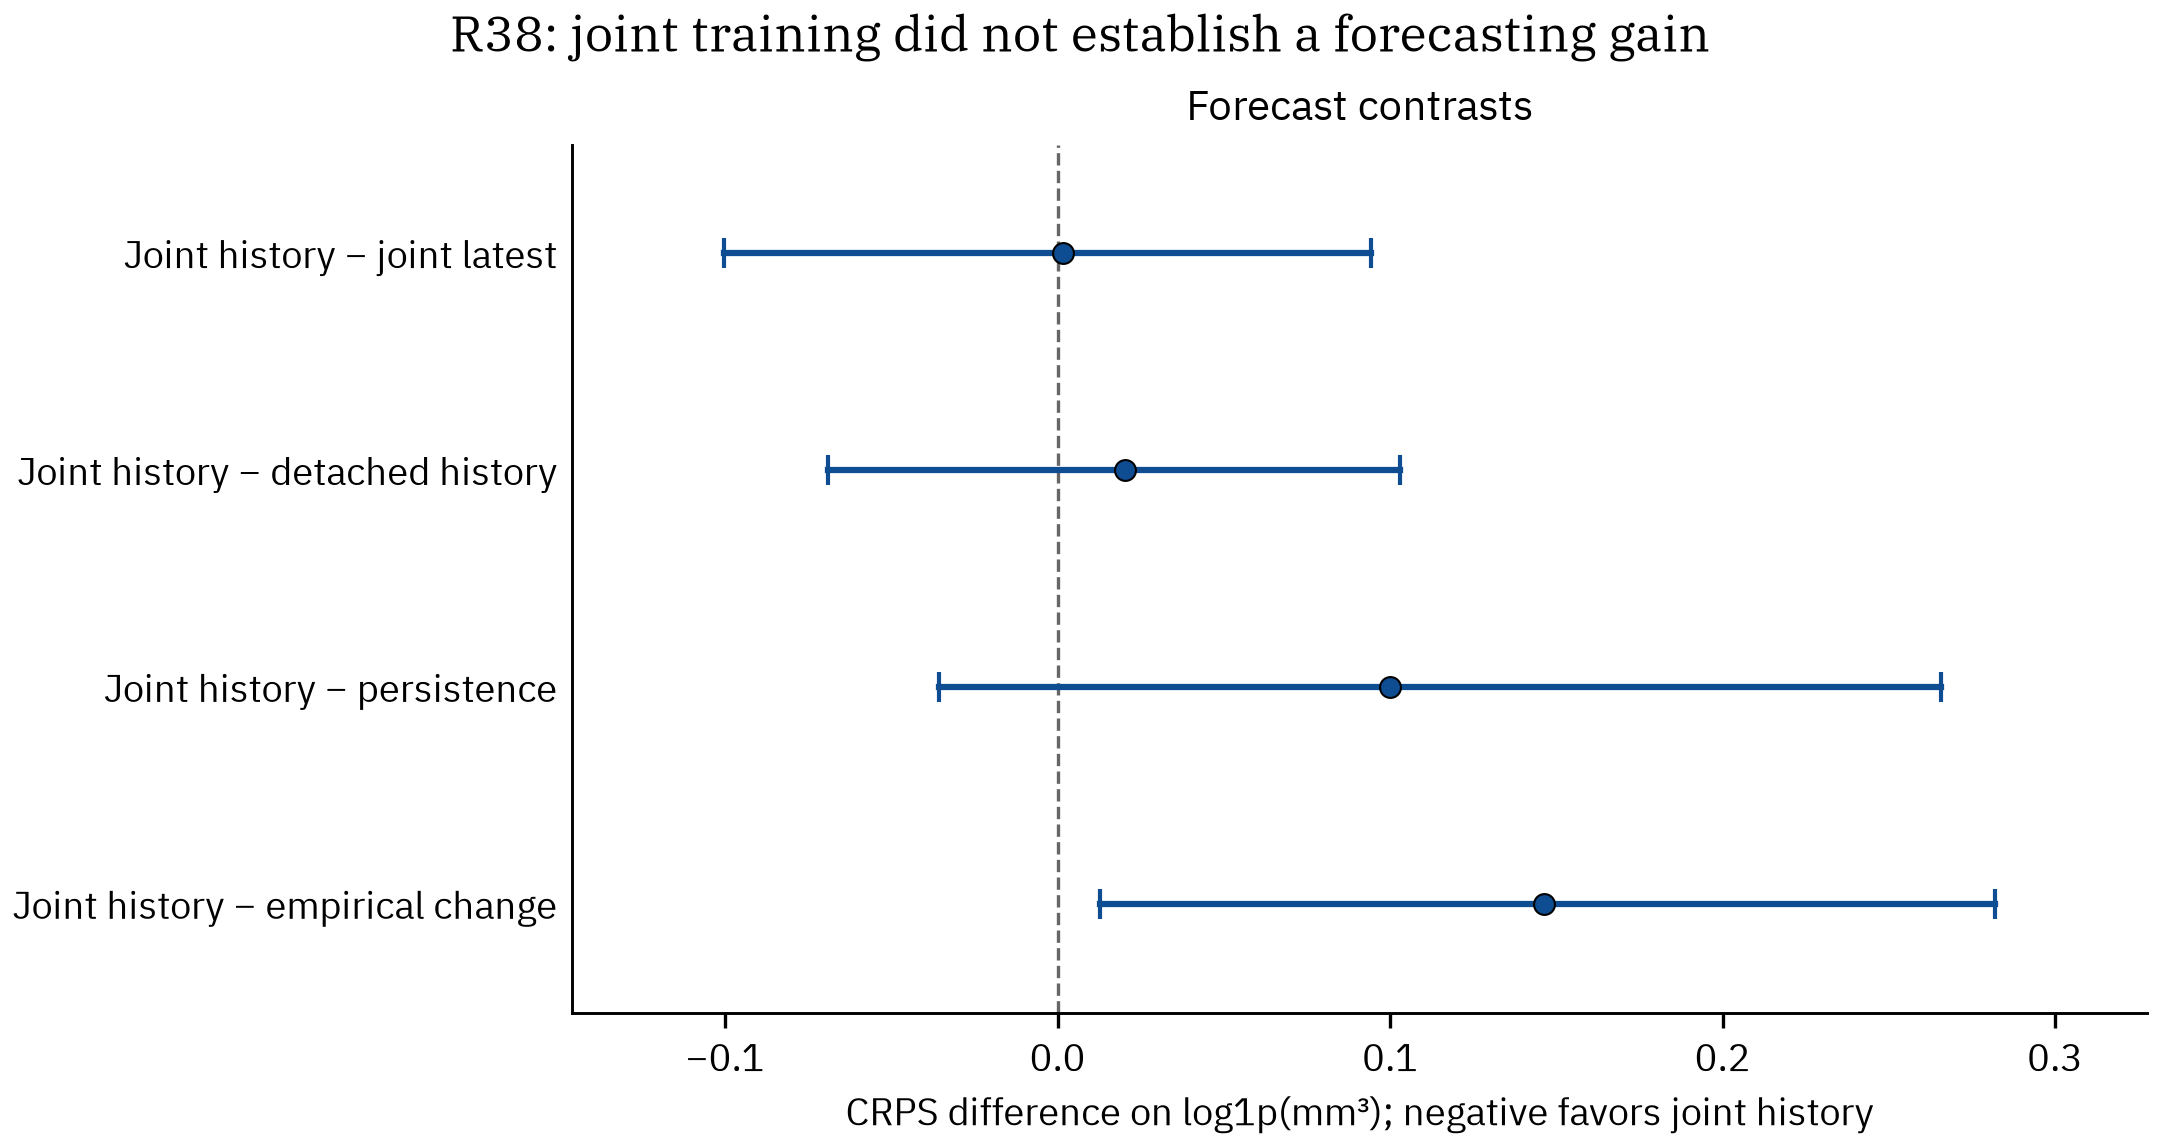 R38: joint training did not establish a forecasting gain
Forecast contrasts
Joint history − joint latest
Joint history − detached history
Joint history − persistence
Joint history − empirical change
−0.1 0.0 0.1 0.2 0.3
CRPS difference on log1p(mm³); negative favors joint history